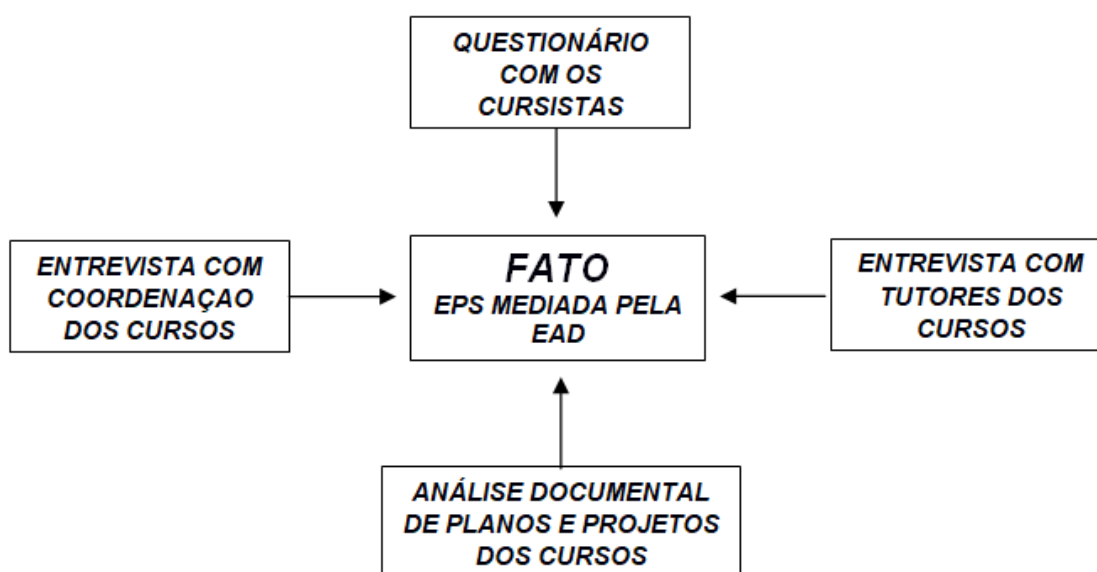 QUESTIONÁRIO
COM OS
CURSISTAS
ENTREVISTA COM
COORDENAÇAO
DOS CURSOS
FATO
EPS MEDIADA PELA
EAD
ENTREVISTA COM
TUTORES DOS
CURSOS
ANÁLISE DOCUMENTAL
DE PLANOS E PROJETOS
DOS CURSOS